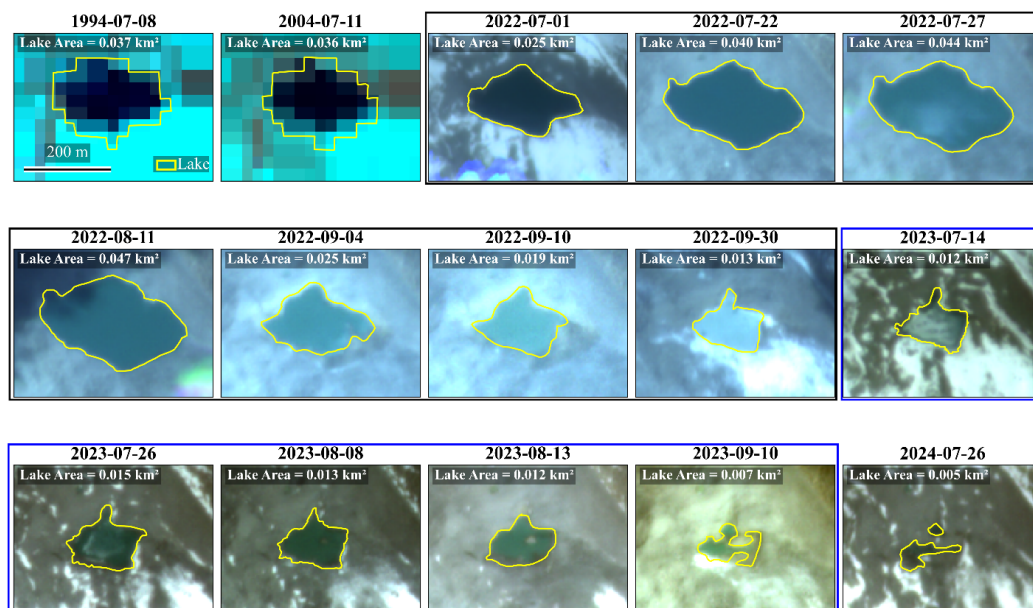 1994-07-08
2004-07-11
2022-07-01
2022-07-22
2022-07-27
Lake Area = 0.037 km²
Lake Area = 0.036 km²
Lake Area = 0.025 km²
Lake Area = 0.040 km²
Lake Area = 0.044 km²
200 m
Lake
2022-08-11
2022-09-04
2022-09-10
2022-09-30
2023-07-14
Lake Area = 0.047 km²
Lake Area = 0.025 km²
Lake Area = 0.019 km²
Lake Area = 0.013 km²
Lake Area = 0.012 km²
2023-07-26
2023-08-08
2023-08-13
2023-09-10
2024-07-26
Lake Area = 0.015 km²
Lake Area = 0.013 km²
Lake Area = 0.012 km²
Lake Area = 0.007 km²
Lake Area = 0.005 km²